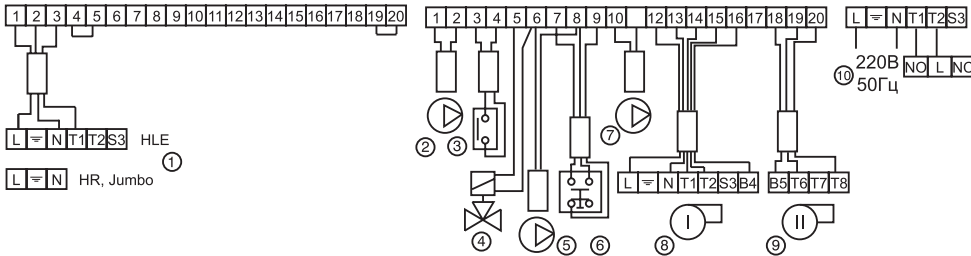 1 2 3 4 5 6 7 8 9 10 11 12 13 14 15 16 17 18 19 20
L N T1 T2 S3 HLE
1
L N HR, Jumbo
1 2 3 4 5 6 7 8 9 10 12 13 14 15 16 17 18 19 20
2 3
4
5 6
7
L N T1 T2 S3 B4
8 I
B5 T6 T7 T8
9 II
L N T1 T2 S3
10 220В
50Гц
NO L NO